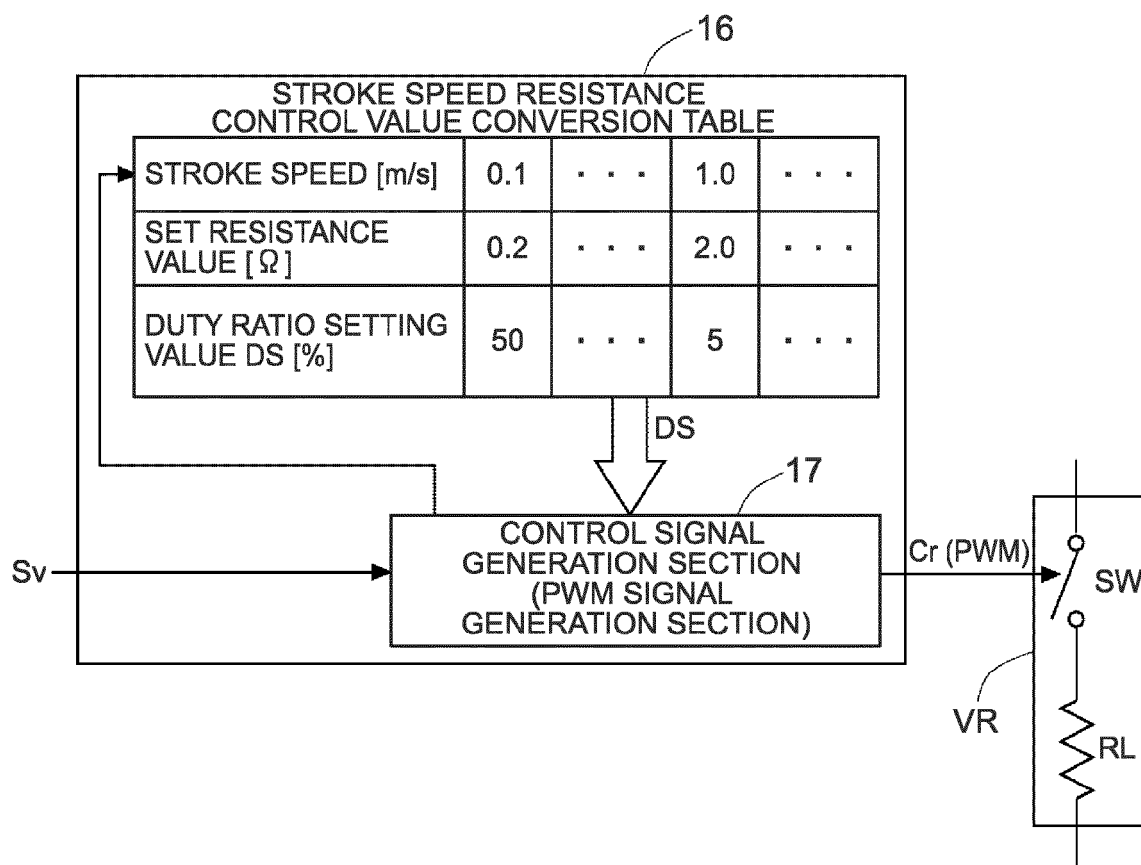 16
STROKE SPEED RESISTANCE
CONTROL VALUE CONVERSION TABLE
STROKE SPEED [m/s] 0.1 · · · 1.0 · · ·
SET RESISTANCE
VALUE [Ω] 0.2 · · · 2.0 · · ·
DUTY RATIO SETTING
VALUE DS [%] 50 · · · 5 · · ·
DS
17
CONTROL SIGNAL
GENERATION SECTION
(PWM SIGNAL
GENERATION SECTION)
Sv
Cr (PWM)
SW
VR
RL